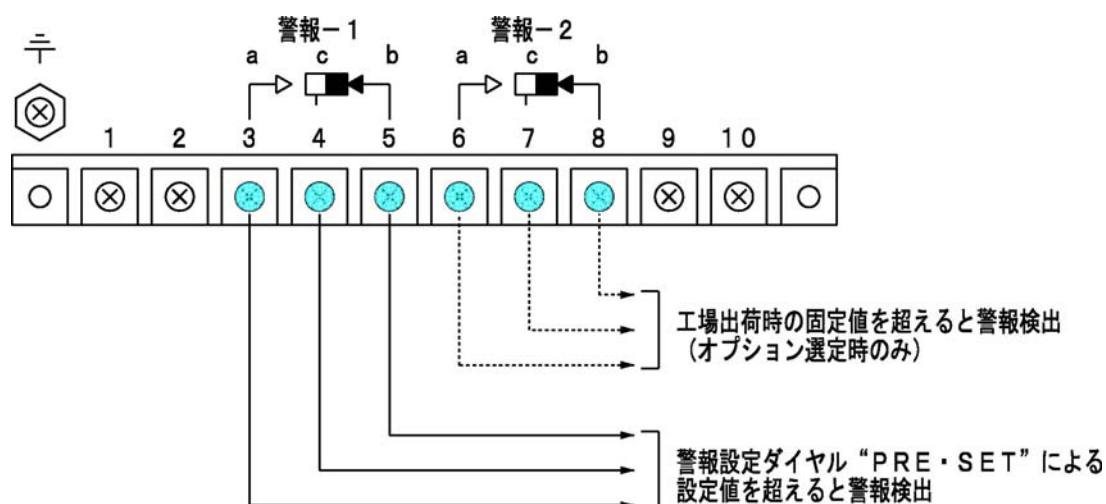 警報－1 警報－2
a c b a c b
1 2 3 4 5 6 7 8 9 10
工場出荷時の固定値を超えると警報検出
（オプション選定時のみ）
警報設定ダイヤル“PRE・SET”による
設定値を超えると警報検出